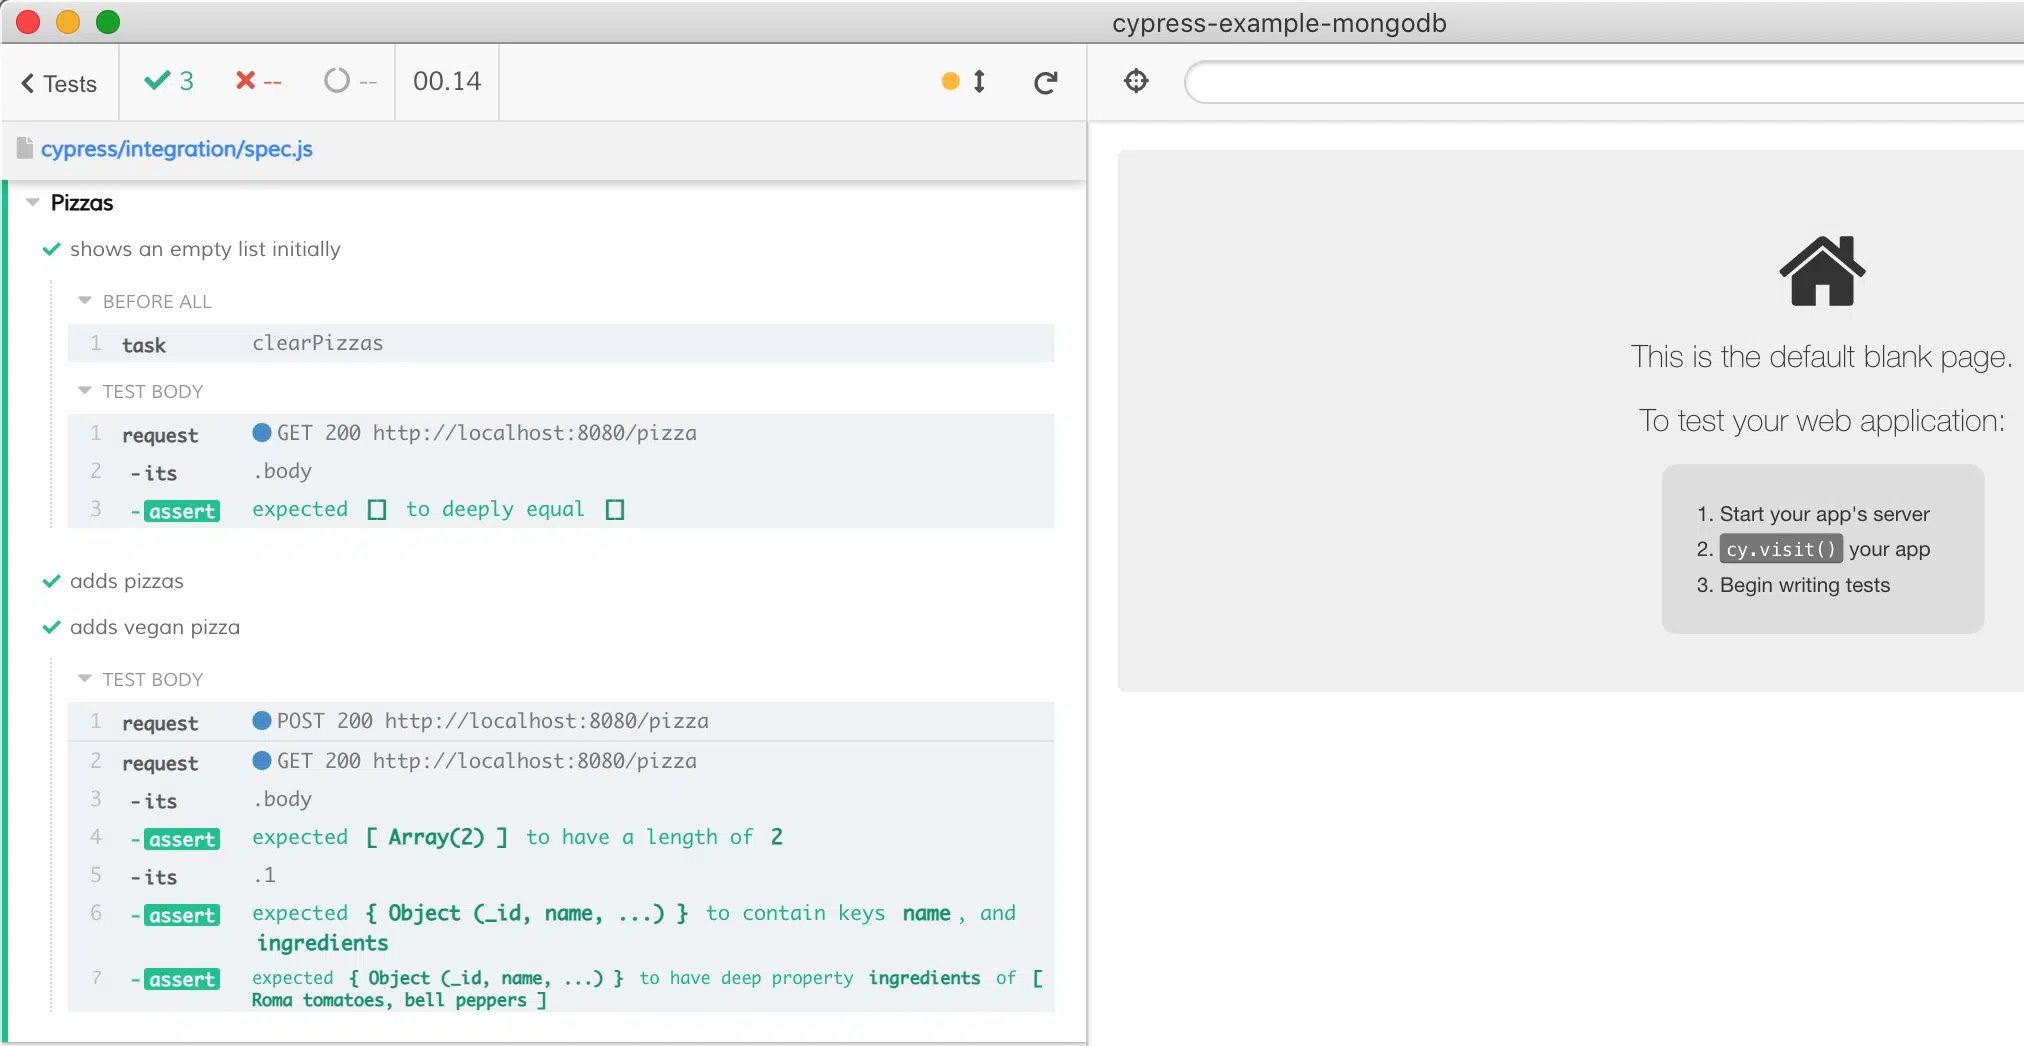 cypress-example-mongodb
Tests 3 -- -- 00.14
cypress/integration/spec.js
Pizzas
shows an empty list initially
BEFORE ALL
1 task clearPizzas
TEST BODY
1 request GET 200 http://localhost:8080/pizza
2 -its .body
3 -assert expected [] to deeply equal []
adds pizzas
adds vegan pizza
TEST BODY
1 request POST 200 http://localhost:8080/pizza
2 request GET 200 http://localhost:8080/pizza
3 -its .body
4 -assert expected [ Array(2) ] to have a length of 2
5 -its .1
6 -assert expected { Object (_id, name, ...) } to contain keys name, and
ingredients
7 -assert expected { Object (_id, name, ...) } to have deep property ingredients of [
Roma tomatoes, bell peppers ]
This is the default blank page.
To test your web application:
1. Start your app's server
2. cy.visit() your app
3. Begin writing tests